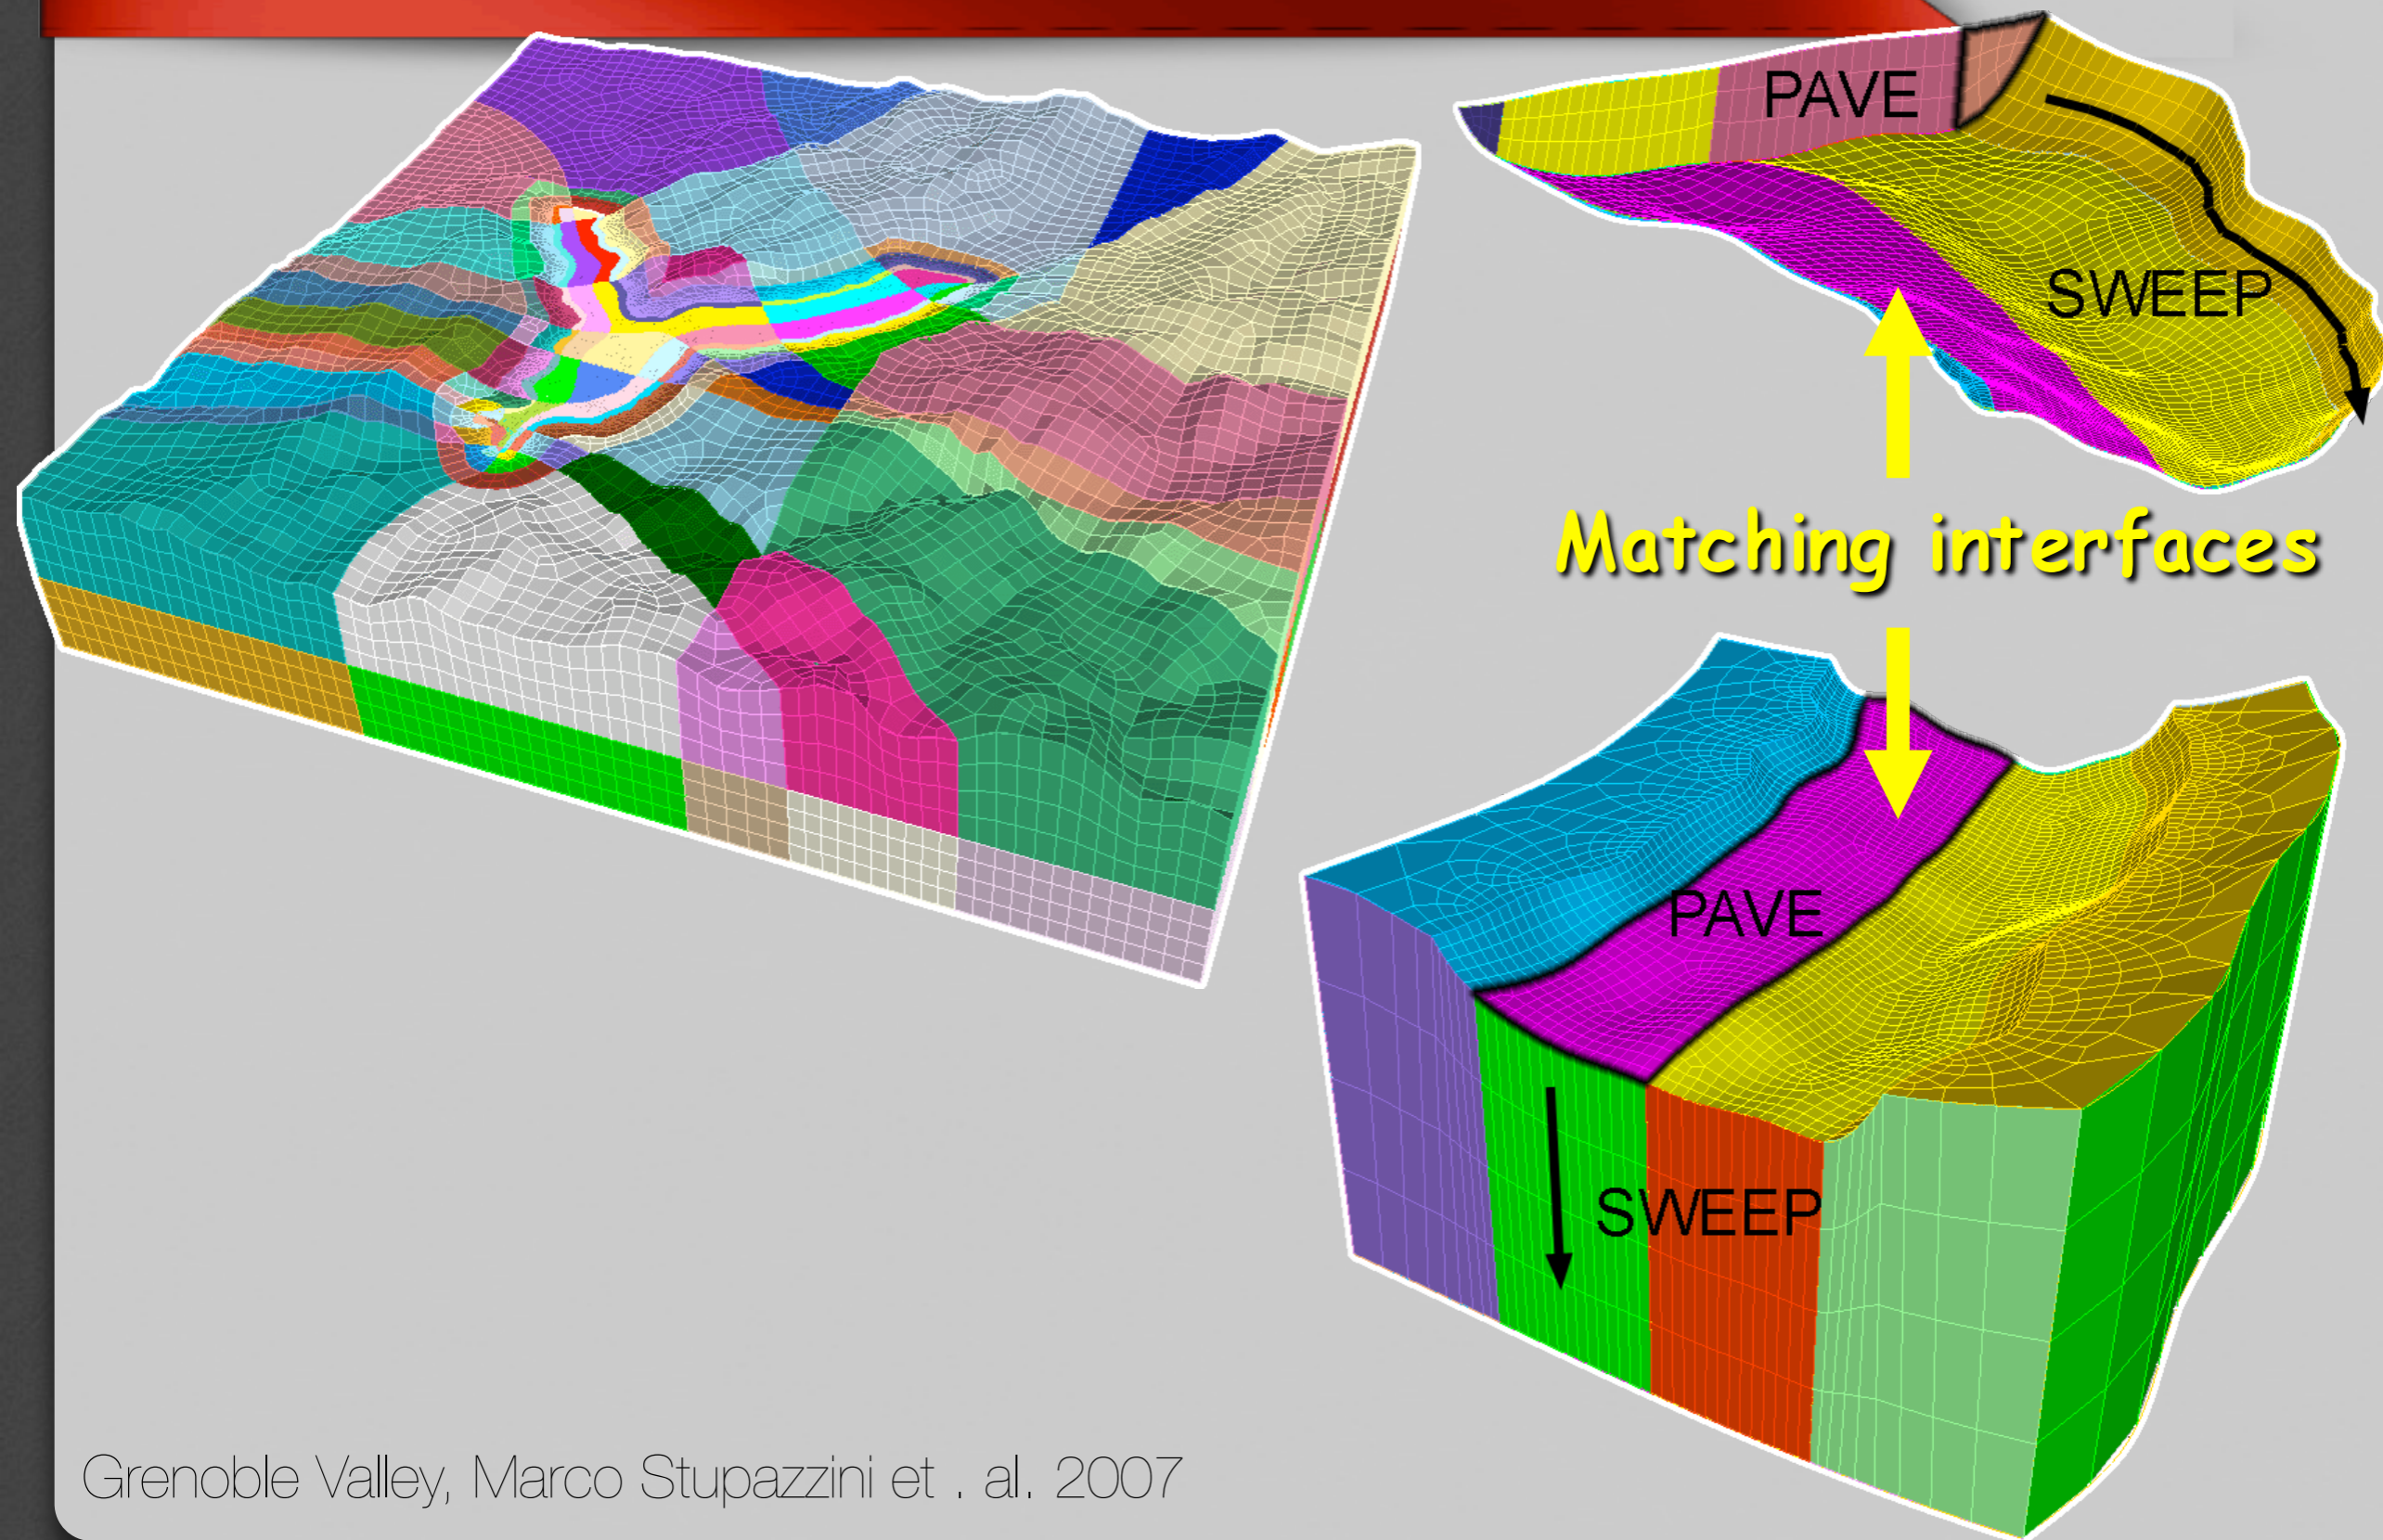 PAVE
SWEEP
Matching interfaces
PAVE
SWEEP
Grenoble Valley, Marco Stupazzini et . al. 2007